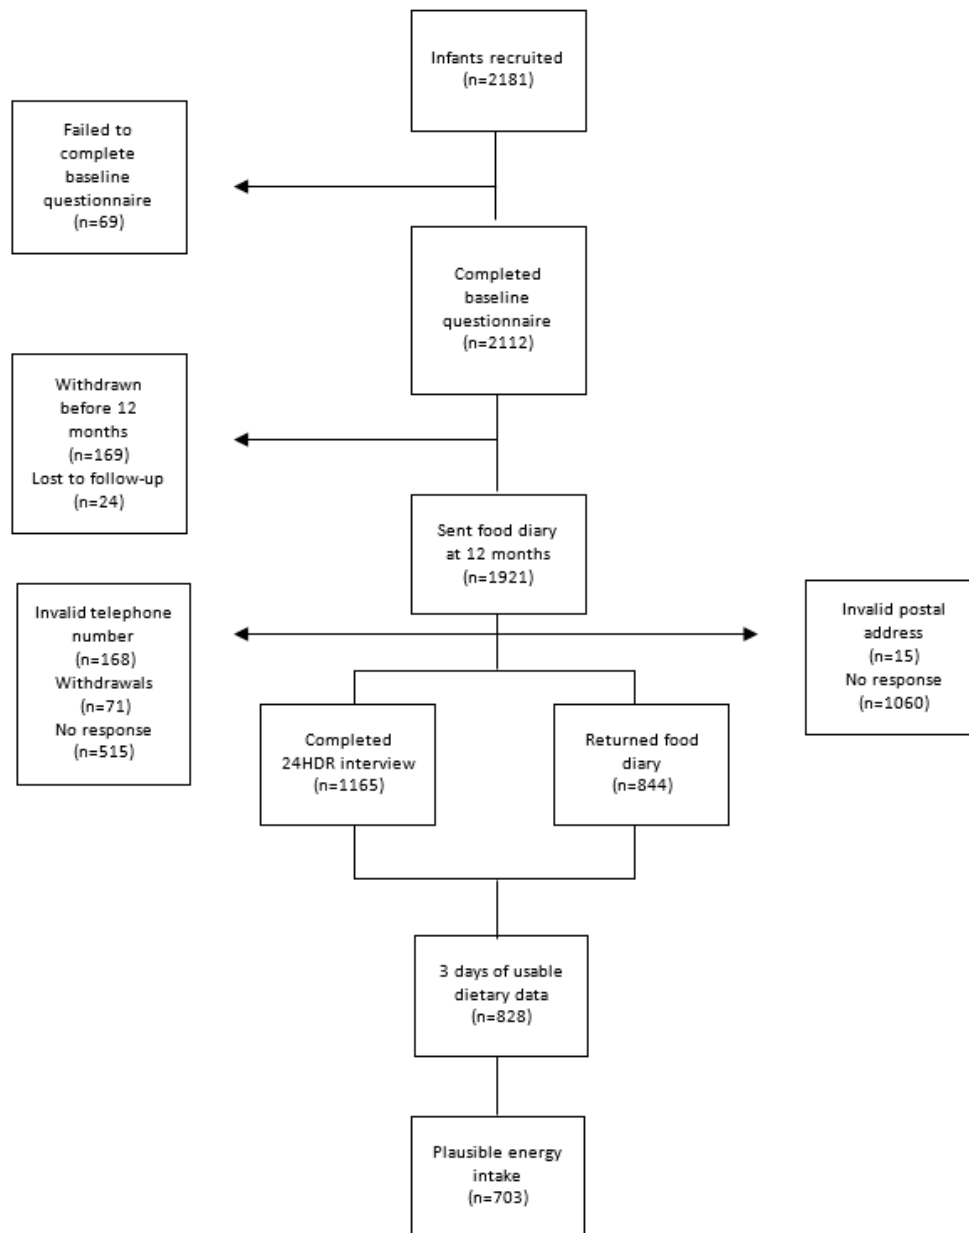 Infants recruited
(n=2181)
Failed to
complete
baseline
questionnaire
(n=69)
Completed
baseline
questionnaire
(n=2112)
Withdrawn
before 12
months
(n=169)
Lost to follow-up
(n=24)
Sent food diary
at 12 months
(n=1921)
Invalid telephone
number
(n=168)
Withdrawals
(n=71)
No response
(n=515)
Invalid postal
address
(n=15)
No response
(n=1060)
Completed
24HDR interview
(n=1165)
Returned food
diary
(n=844)
3 days of usable
dietary data
(n=828)
Plausible energy
intake
(n=703)